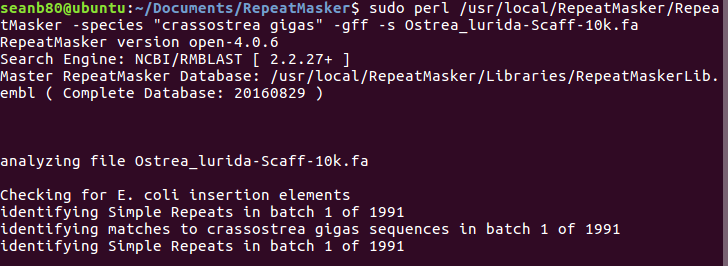 seanb80@ubuntu:~/Documents/RepeatMasker$ sudo perl /usr/local/RepeatMasker/Repea
tMasker -species "crassostrea gigas" -gff -s Ostrea_lurida-Scaff-10k.fa
RepeatMasker version open-4.0.6
Search Engine: NCBI/RMBLAST [ 2.2.27+ ]
Master RepeatMasker Database: /usr/local/RepeatMasker/Libraries/RepeatMaskerLib.
embl ( Complete Database: 20160829 )
analyzing file Ostrea_lurida-Scaff-10k.fa
Checking for E. coli insertion elements
identifying Simple Repeats in batch 1 of 1991
identifying matches to crassostrea gigas sequences in batch 1 of 1991
identifying Simple Repeats in batch 1 of 1991